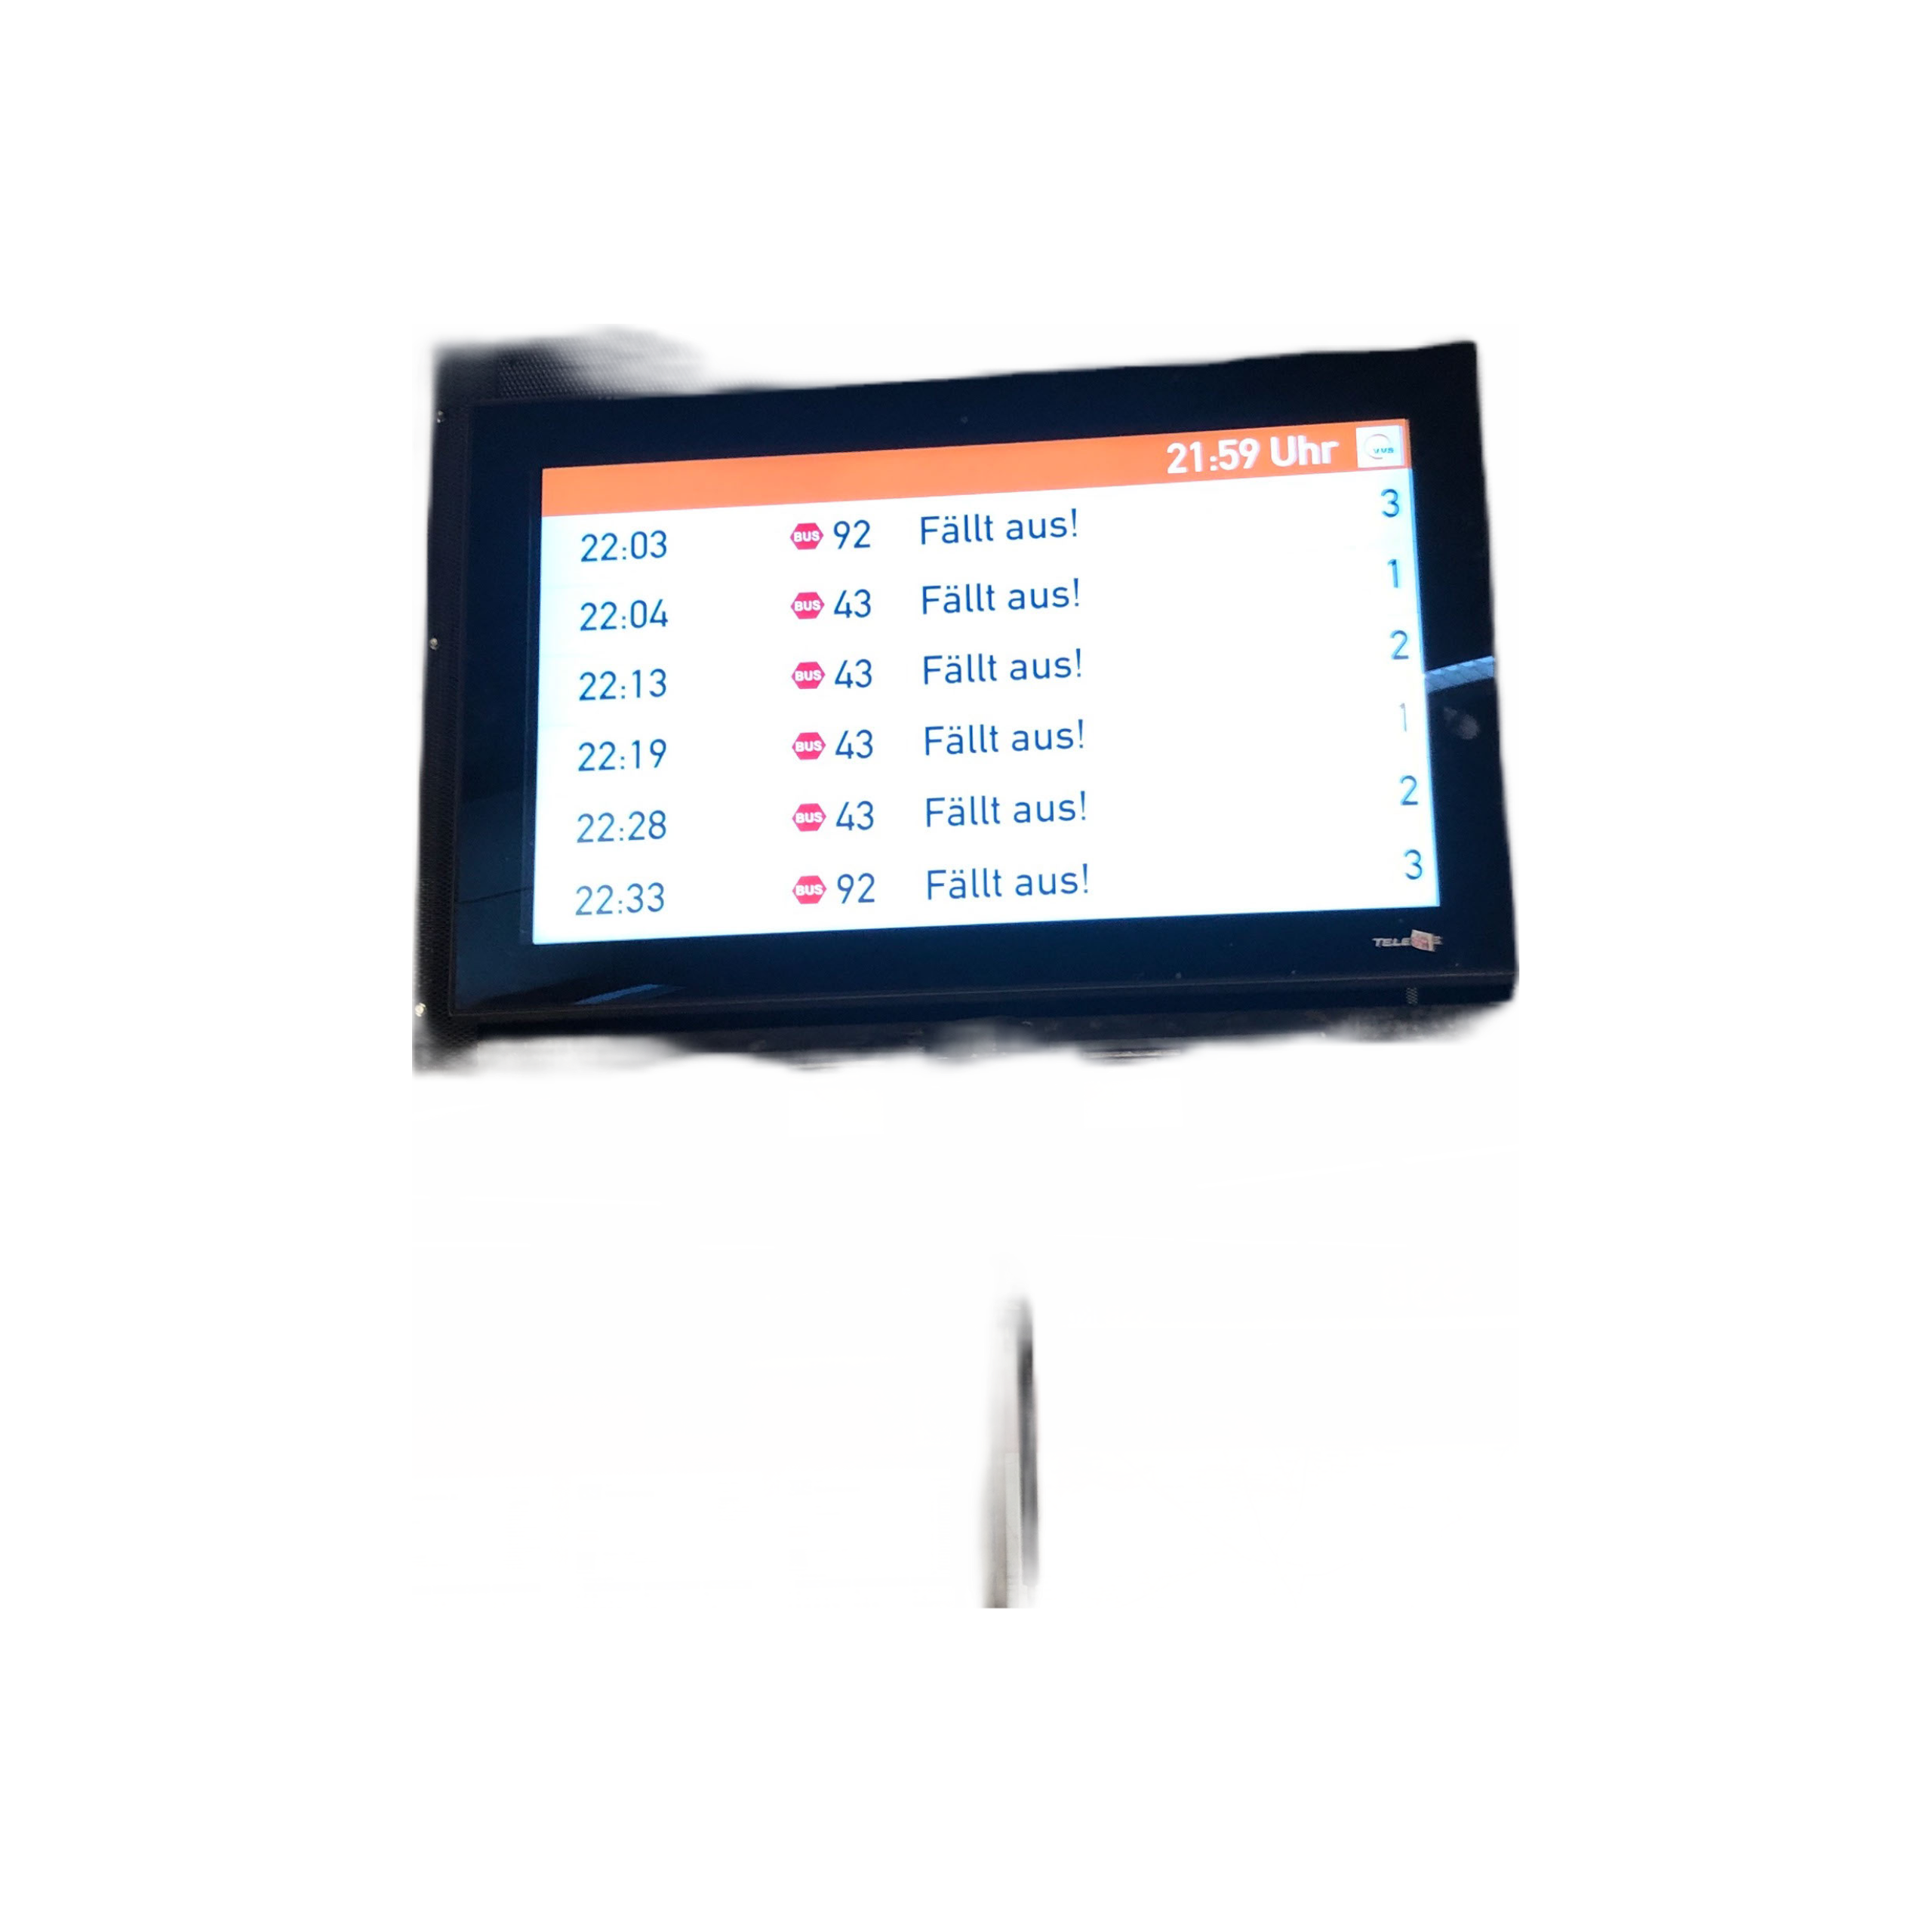 21:59 Uhr
22:03 BUS 92 Fällt aus! 3
22:04 BUS 43 Fällt aus! 1
22:13 BUS 43 Fällt aus! 2
22:19 BUS 43 Fällt aus! 1
22:28 BUS 43 Fällt aus! 2
22:33 BUS 92 Fällt aus! 3